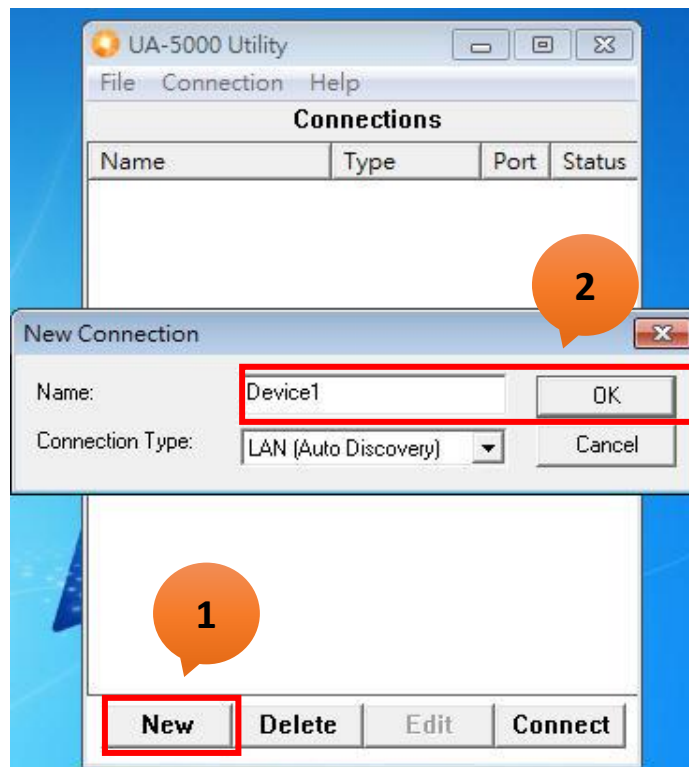 UA-5000 Utility
File Connection Help
Connections
Name Type Port Status
2
New Connection
Name: Device1 OK
Connection Type: LAN (Auto Discovery) Cancel
1
New Delete Edit Connect